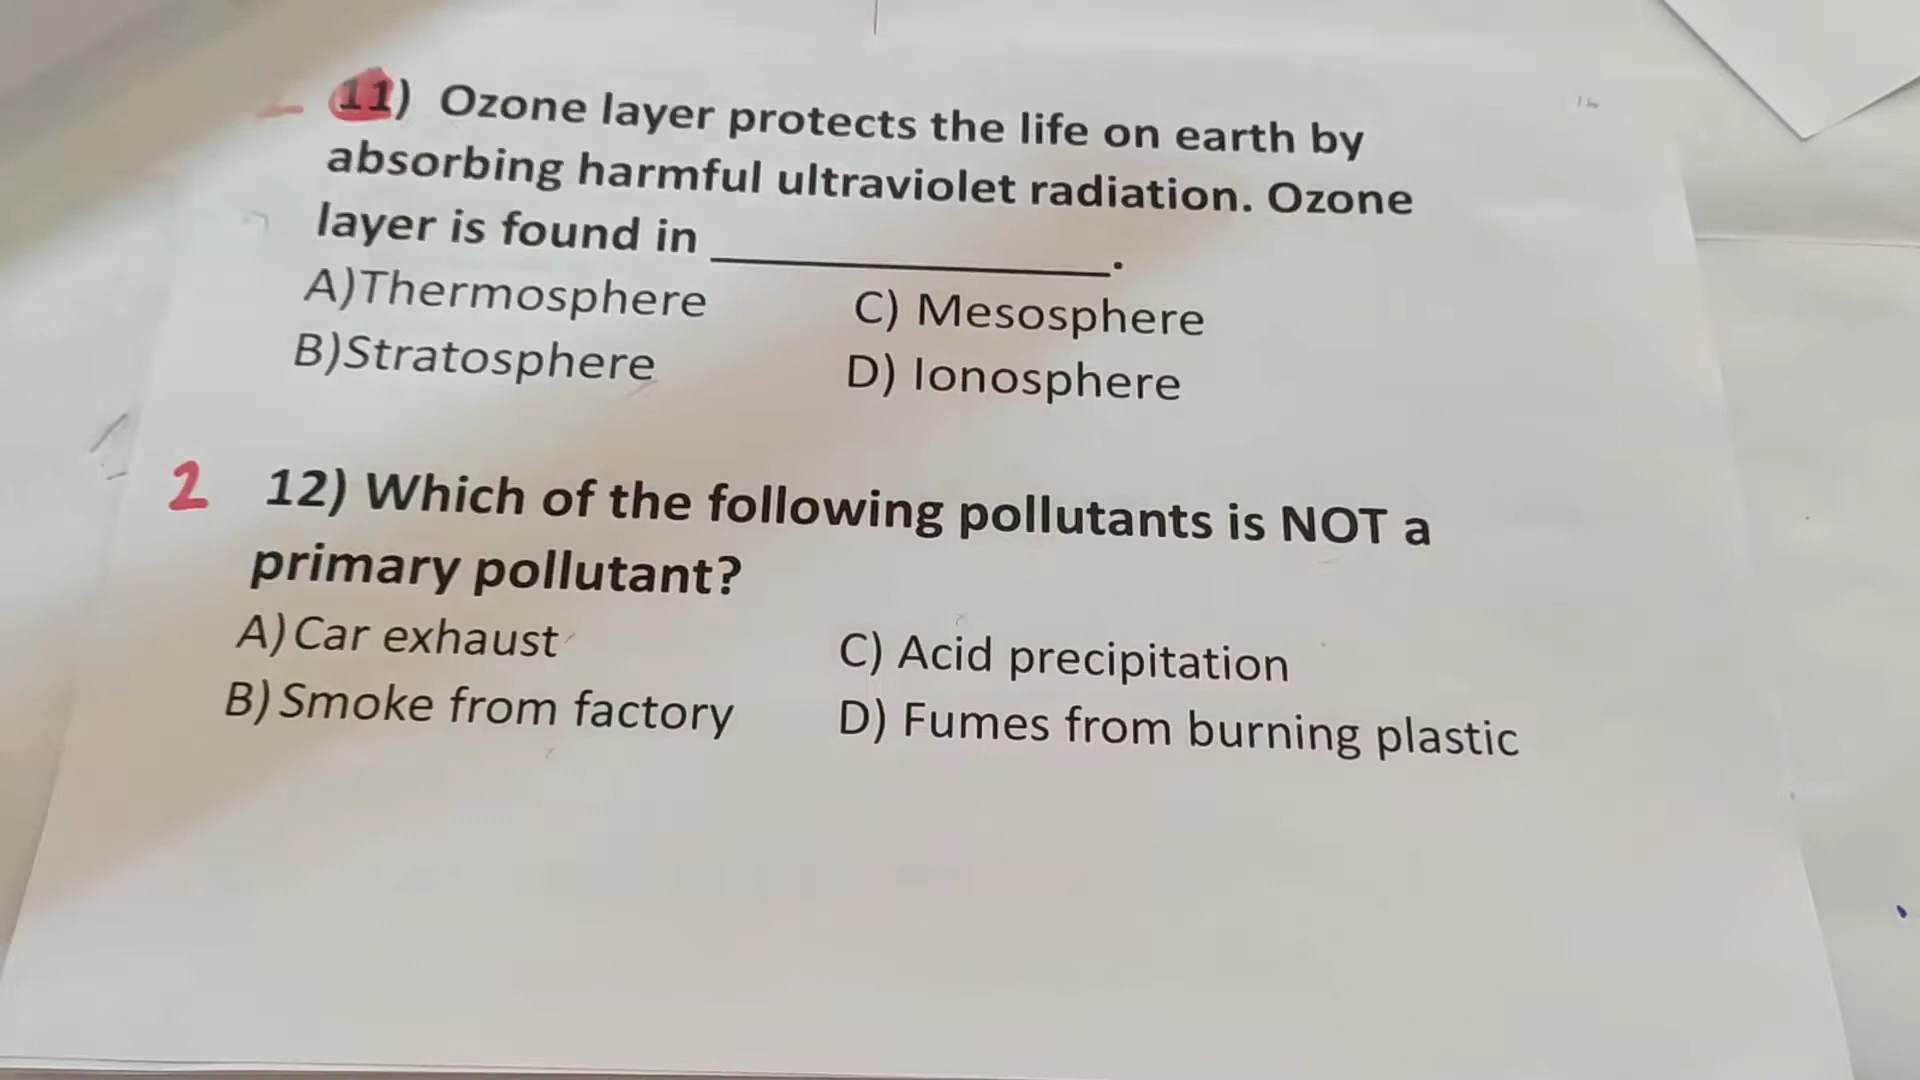 11) Ozone layer protects the life on earth by
absorbing harmful ultraviolet radiation. Ozone
layer is found in ______________.
A)Thermosphere C) Mesosphere
B)Stratosphere D) Ionosphere
2 12) Which of the following pollutants is NOT a
primary pollutant?
A) Car exhaust C) Acid precipitation
B) Smoke from factory D) Fumes from burning plastic